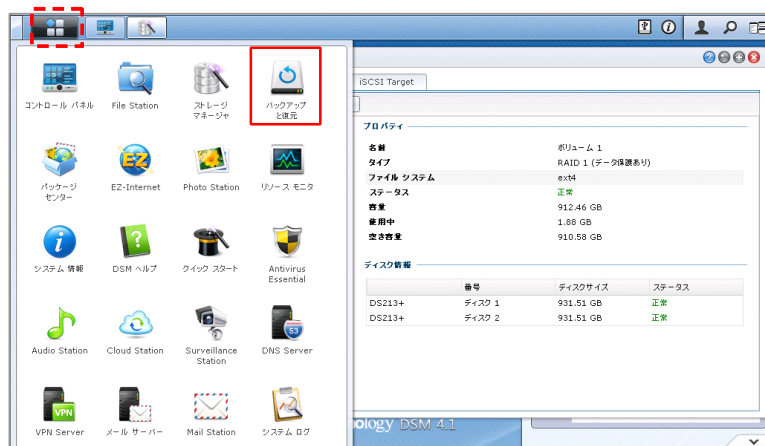 iSCSI Target
コントロール パネル
File Station
ストレージ
マネージャ
バックアップ
と復元
パッケージ
センター
EZ
EZ-Internet
Photo Station
リソース モニタ
システム 情報
DSM ヘルプ
クイック スタート
Antivirus
Essential
Audio Station
Cloud Station
Surveillance
Station
53
DNS Server
VPN
VPN Server
メール サーバー
Mail Station
システム ログ
プロパティ
名前 ボリューム 1
タイプ RAID 1 (データ保護あり)
ファイル システム ext4
ステータス 正常
容量 912.46 GB
使用中 1.88 GB
空き容量 910.58 GB
ディスク情報
番号 ディスクサイズ ステータス
DS213+ ディスク 1 931.51 GB 正常
DS213+ ディスク 2 931.51 GB 正常
ology DSM 4.1